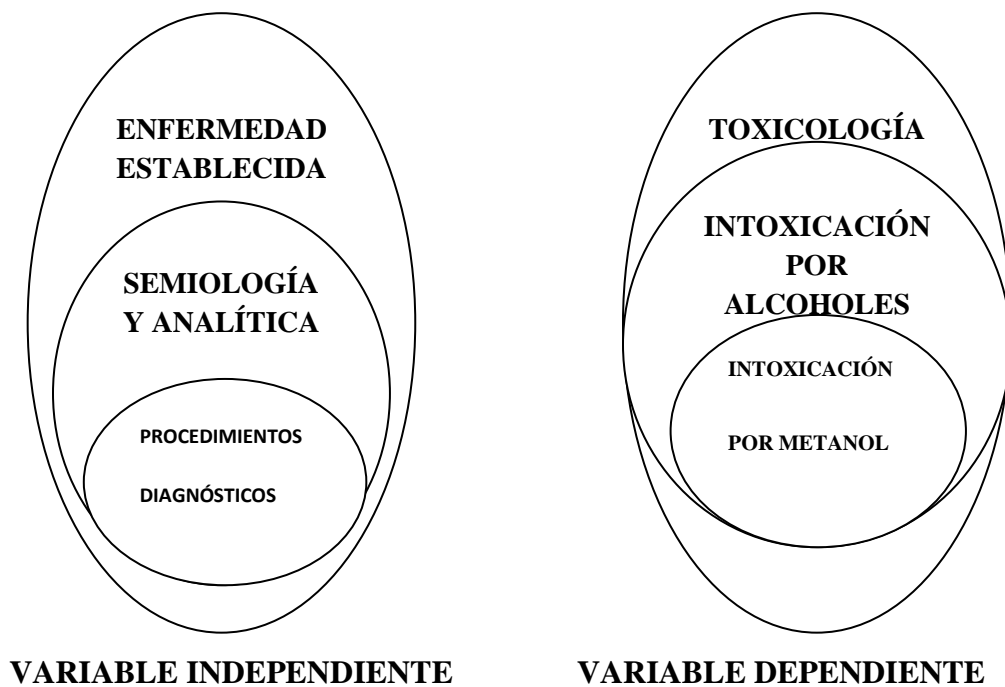 ENFERMEDAD
ESTABLECIDA
SEMIOLOGÍA
Y ANALÍTICA
PROCEDIMIENTOS
DIAGNÓSTICOS
VARIABLE INDEPENDIENTE
TOXICOLOGÍA
INTOXICACIÓN
POR
ALCOHOLES
INTOXICACIÓN
POR METANOL
VARIABLE DEPENDIENTE